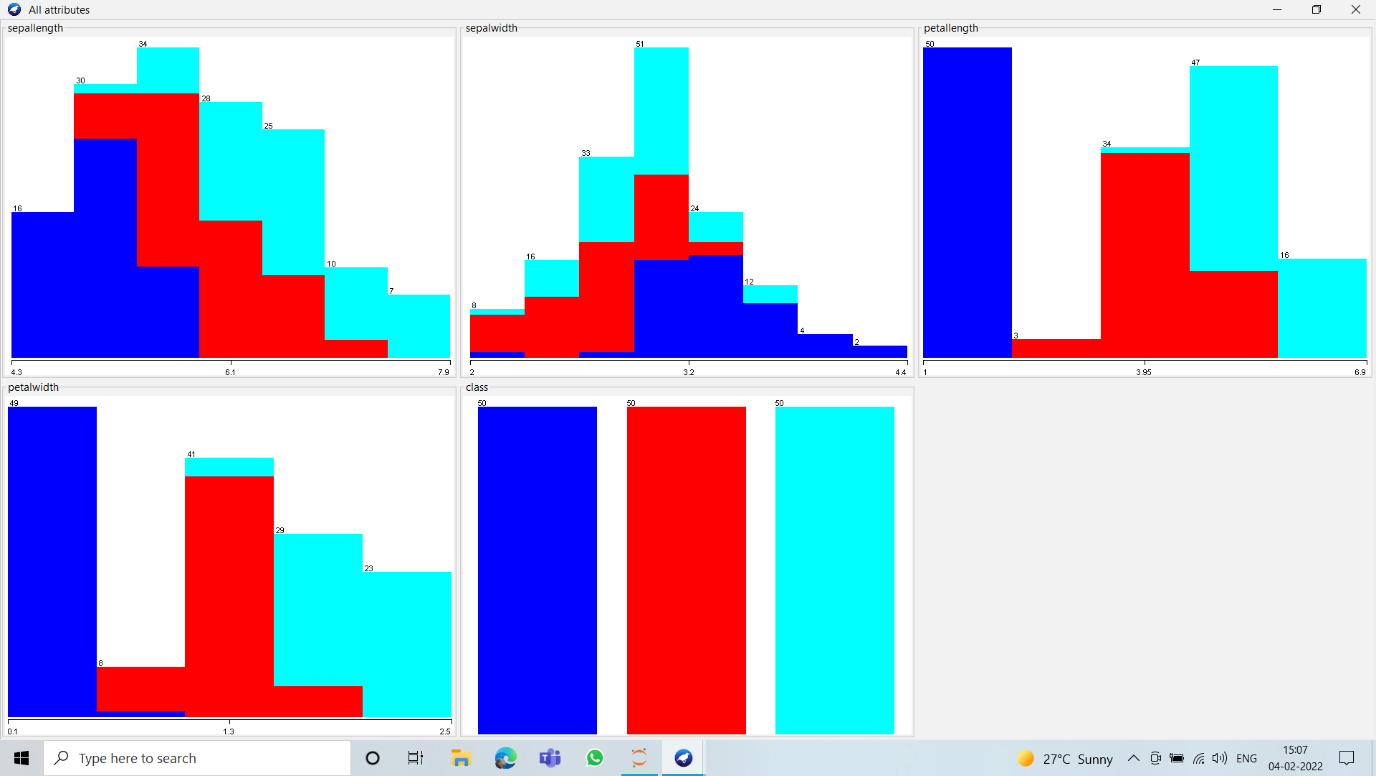 All attributes
sepallength
34
30
28
25
16
10
7
4.3 6.1 7.9
sepalwidth
51
33
24
16
12
8
4
2
2 3.2 4.4
petallength
50
47
34
16
3
1 3.95 6.9
petalwidth
49
41
29
23
8
0.1 1.3 2.5
class
50 50 50
Type here to search
27°C Sunny
ENG
15:07
04-02-2022